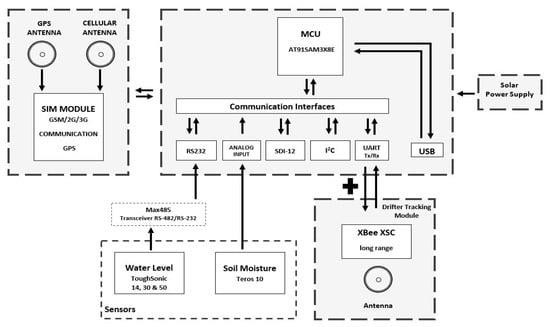 GPS
ANTENNA
CELLULAR
ANTENNA
SIM MODULE
GSM/2G/3G
COMMUNICATION
GPS
MCU
AT91SAM3X8E
Communication Interfaces
RS232
ANALOG
INPUT
SDI-12
I²C
UART
Tx/Rx
USB
Solar
Power Supply
Max485
Transceiver RS-482/RS-232
Water Level
ToughSonic
14, 30 & 50
Soil Moisture
Teros 10
Sensors
Drifter Tracking
Module
XBee XSC
long range
Antenna